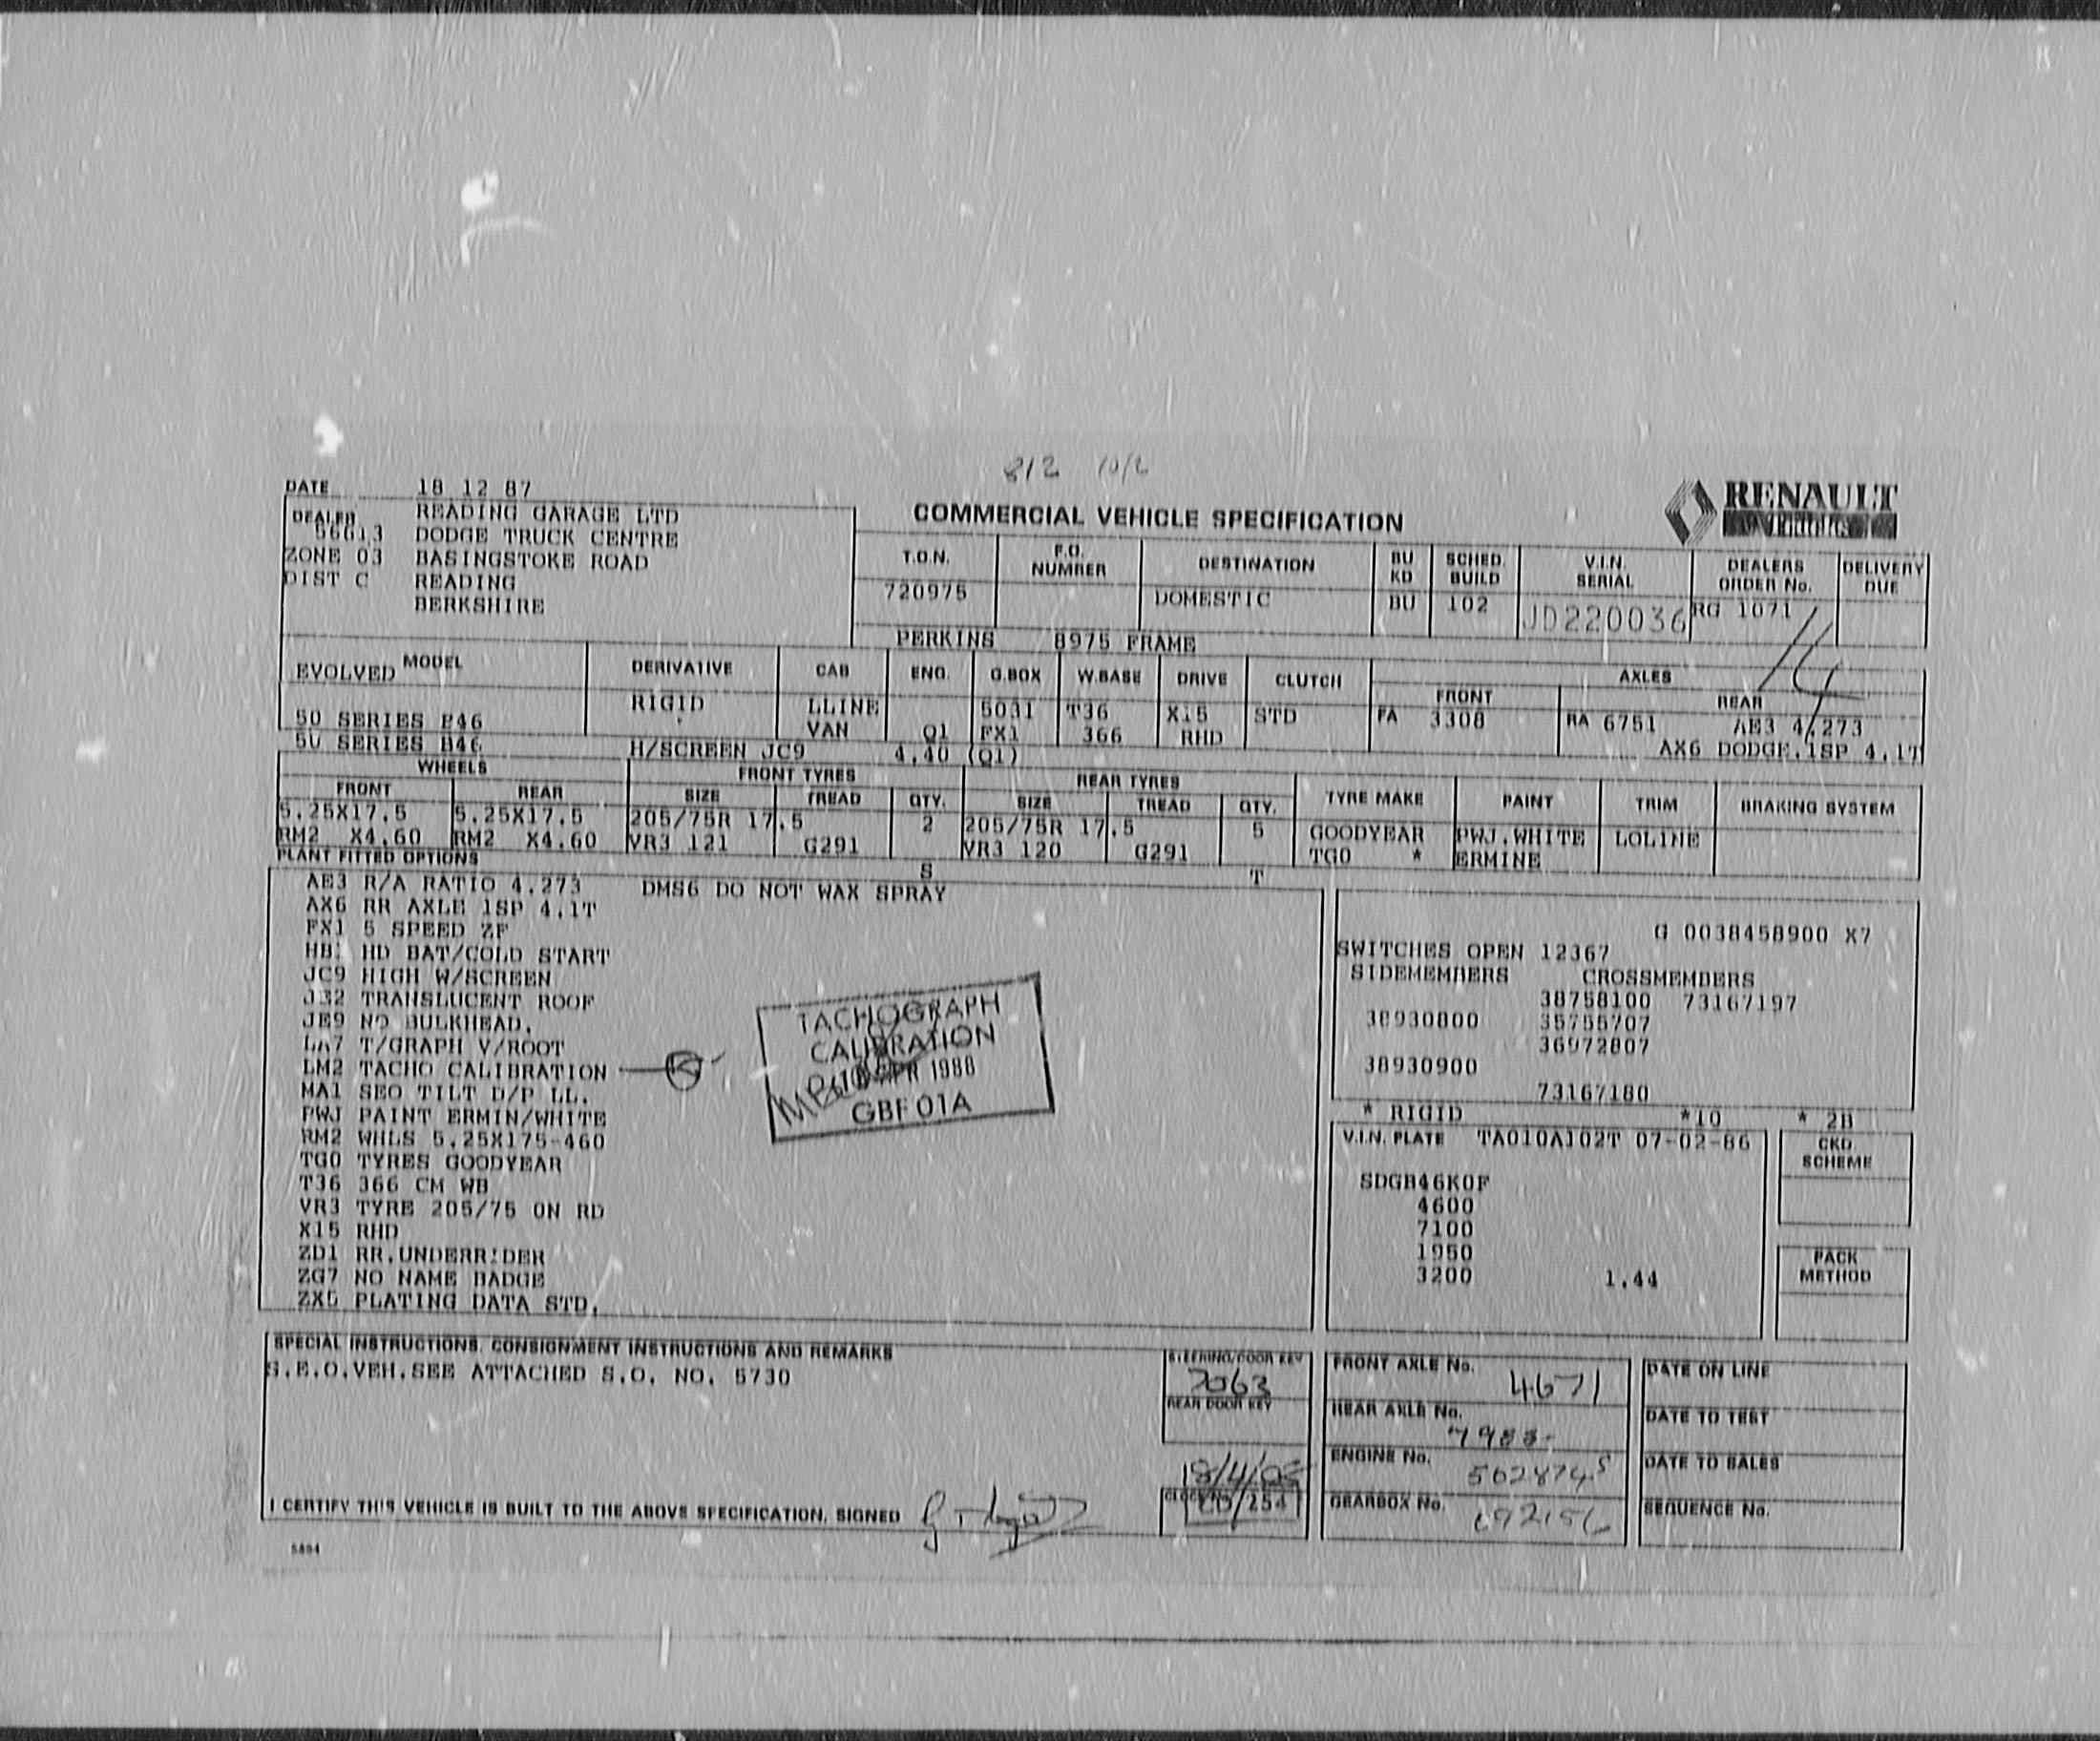 812 10/2
DATE 18 12 87
DEALER READING GARAGE LTD
56613 DODGE TRUCK CENTRE
ZONE 03 BASINGSTOKE ROAD
DIST C READING
BERKSHIRE
COMMERCIAL VEHICLE SPECIFICATION
RENAULT
T.O.N. F.O. NUMBER DESTINATION BU KD SCHED. BUILD V.I.N. SERIAL DEALERS ORDER No. DELIVERY DUE
720975 DOMESTIC BU 102 JD220036 RG 1071
14
PERKINS 8975 FRAME
EVOLVED MODEL DERIVATIVE CAB ENG. G.BOX W.BASE DRIVE CLUTCH AXLES
FRONT REAR
RIGID LLINE 5031 T36 X15 STD FA 3308 RA 6751 AE3 4.273
50 SERIES B46 VAN Q1 FX1 366 RHD
50 SERIES B46 H/SCREEN JC9 4.40 (Q1) AX6 DODGE.1SP 4.1T
WHEELS FRONT TYRES REAR TYRES
FRONT REAR SIZE TREAD QTY. SIZE TREAD QTY. TYRE MAKE PAINT TRIM BRAKING SYSTEM
5.25X17.5 5.25X17.5 205/75R 17.5 2 205/75R 17.5 5 GOODYEAR PWJ.WHITE LOLINE
RM2 X4.60 RM2 X4.60 VR3 121 G291 VR3 120 G291 TG0 * ERMINE
PLANT FITTED OPTIONS S T
AE3 R/A RATIO 4.273 DMS6 DO NOT WAX SPRAY
AX6 RR AXLE 1SP 4.1T
FX1 5 SPEED ZF
HB1 HD BAT/COLD START
JC9 HIGH W/SCREEN
J32 TRANSLUCENT ROOF
JE9 NO BULKHEAD.
LA7 T/GRAPH V/ROOT
LM2 TACHO CALIBRATION
MA1 SEO TILT D/P LL.
PWJ PAINT ERMIN/WHITE
RM2 WHLS 5.25X175-460
TG0 TYRES GOODYEAR
T36 366 CM WB
VR3 TYRE 205/75 ON RD
X15 RHD
ZD1 RR.UNDERRIDER
ZG7 NO NAME BADGE
ZX5 PLATING DATA STD.
TACHOGRAPH
CALIBRATION
APR 1988
GBF 01A
G 0038458900 X7
SWITCHES OPEN 12367
SIDEMEMBERS CROSSMEMBERS
38758100 73167197
38930800 35755707
36972807
38930900
73167180
* RIGID *10 * 2B
V.I.N. PLATE TA010A102T 07-02-86
SDGB46K0F
4600
7100
1950
3200 1.44
CKD. SCHEME
PACK METHOD
SPECIAL INSTRUCTIONS. CONSIGNMENT INSTRUCTIONS AND REMARKS
S.E.O.VEH.SEE ATTACHED S.O. NO. 5730
STEERING/DOOR KEY
7063
REAR DOOR KEY
FRONT AXLE No. 4671
REAR AXLE No.
ENGINE No.
GEARBOX No.
DATE ON LINE
DATE TO TEST
DATE TO SALES
SEQUENCE No.
I CERTIFY THIS VEHICLE IS BUILT TO THE ABOVE SPECIFICATION. SIGNED